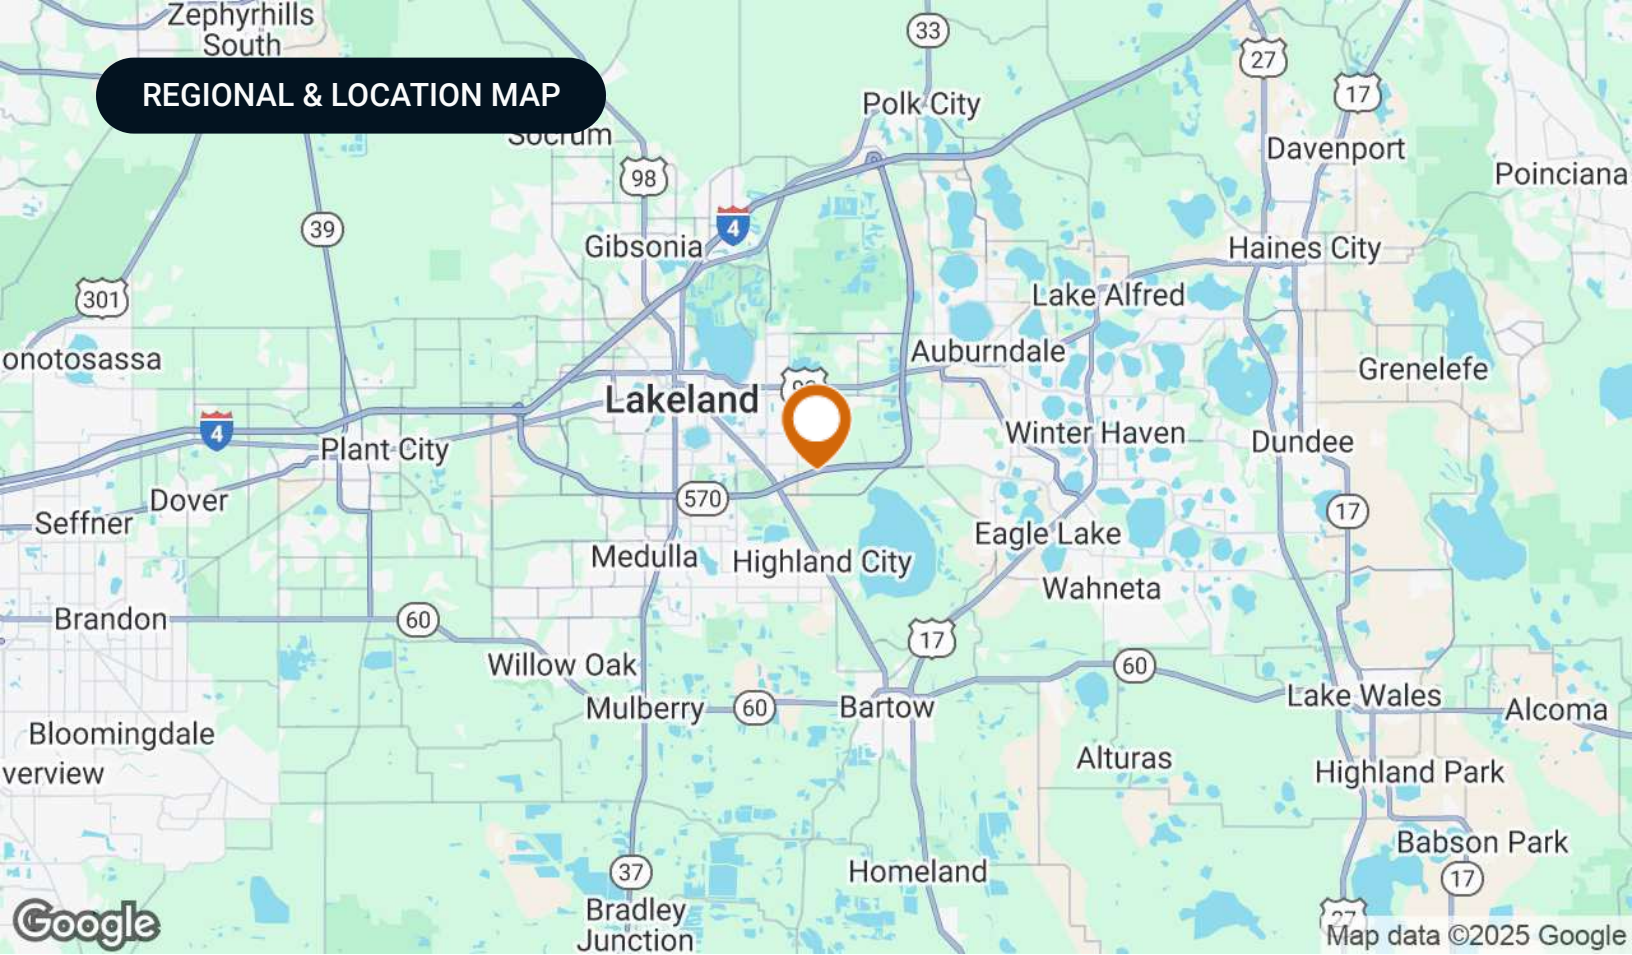 Zephyrhills
South
33
27
17
REGIONAL & LOCATION MAP
Polk City
Socrum
Davenport
98
Poinciana
39
4
Gibsonia
Haines City
301
Lake Alfred
onotosassa
Auburndale
Grenelefe
Lakeland
4
Plant City
Winter Haven
Dundee
Dover
570
17
Seffner
Eagle Lake
Medulla
Highland City
Wahneta
Brandon
60
17
Willow Oak
60
Mulberry
60
Bartow
Lake Wales
Alcoma
Bloomingdale
Alturas
verview
Highland Park
Babson Park
37
Homeland
17
Bradley
Junction
27
Google
Map data ©2025 Google